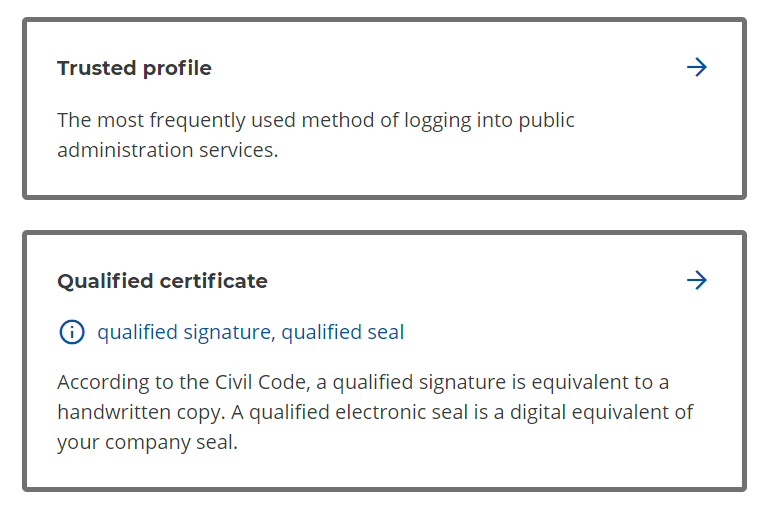 Trusted profile
The most frequently used method of logging into public
administration services.
Qualified certificate
qualified signature, qualified seal
According to the Civil Code, a qualified signature is equivalent to a
handwritten copy. A qualified electronic seal is a digital equivalent of
your company seal.